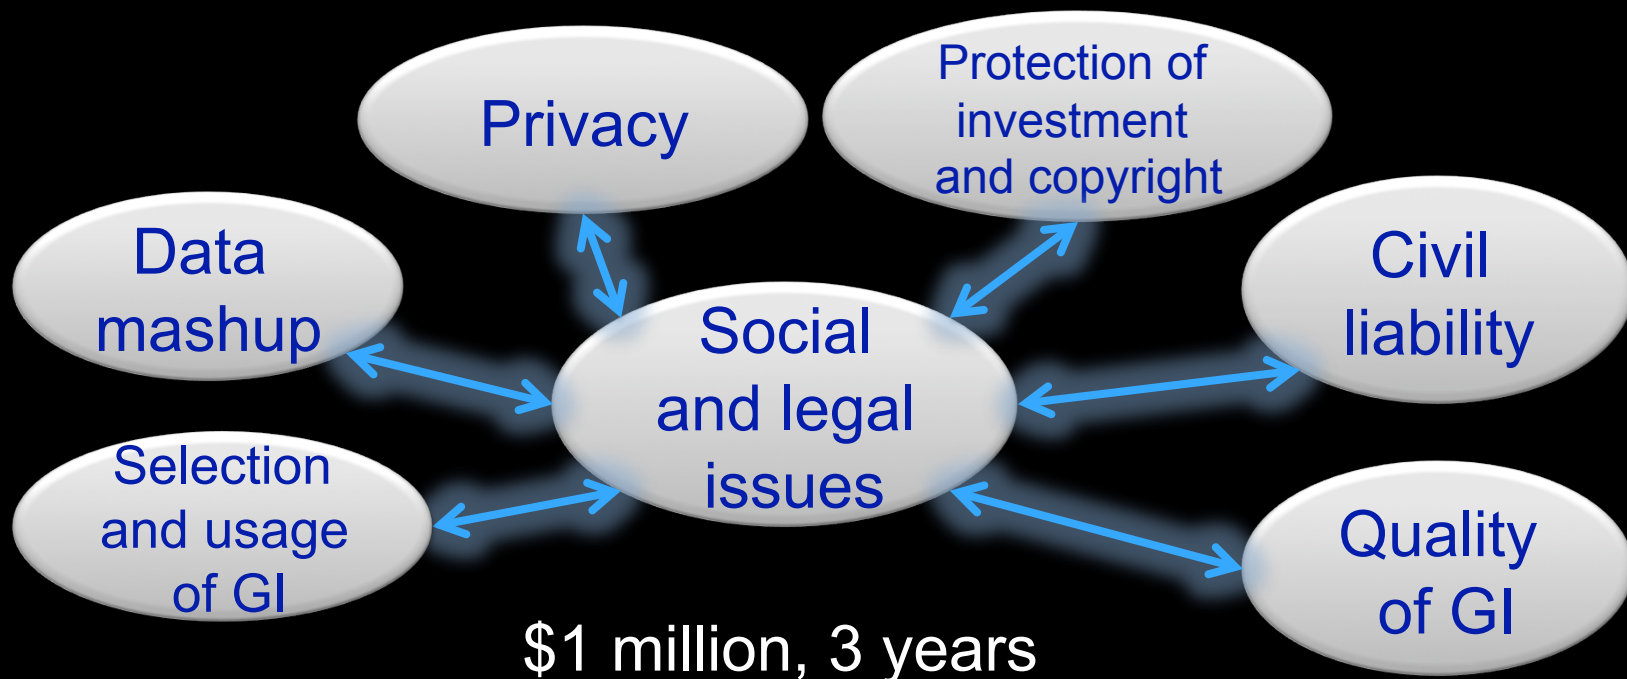 Privacy
Protection of
investment
and copyright
Data
mashup
Social
and legal
issues
Civil
liability
Selection
and usage
of GI
Quality
of GI
$1 million, 3 years